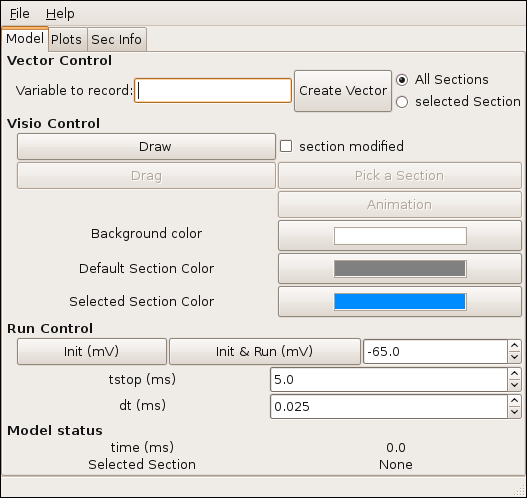 File Help
Model Plots Sec Info
Vector Control
Variable to record: Create Vector All Sections
selected Section
Visio Control
Draw section modified
Drag Pick a Section
Animation
Background color
Default Section Color
Selected Section Color
Run Control
Init (mV) Init & Run (mV) -65.0
tstop (ms) 5.0
dt (ms) 0.025
Model status
time (ms) 0.0
Selected Section None